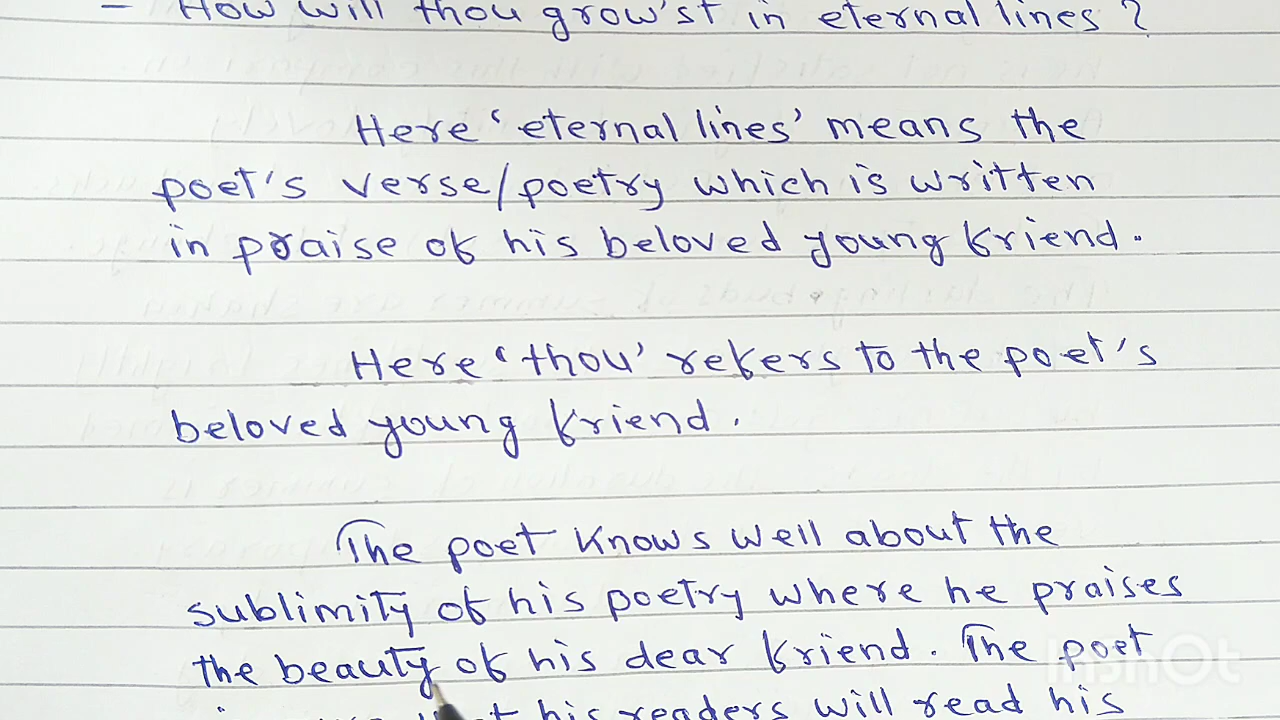 - How will thou grow'st in eternal lines?
Here 'eternal lines' means the
poet's verse/poetry which is written
in praise of his beloved young friend.
Here 'thou' refers to the poet's
beloved young friend.
The poet knows well about the
sublimity of his poetry where he praises
the beauty of his dear friend. The poet
his readers will read his
InShOt